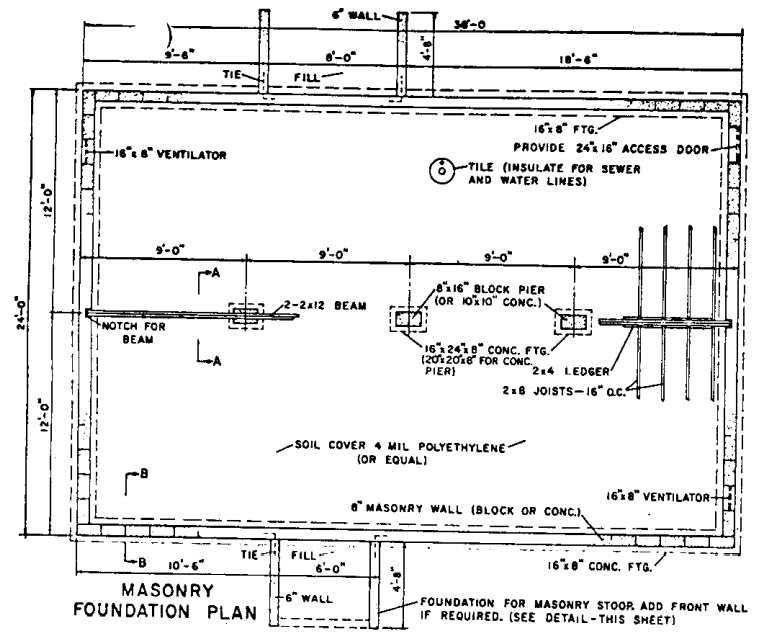 6" WALL
36'-0
9'-6"
8'-0"
4'-8"
18'-6"
TIE
FILL
16"x 8" FTG.
PROVIDE 24"x 16" ACCESS DOOR
16"x 8" VENTILATOR
TILE (INSULATE FOR SEWER
AND WATER LINES)
12'-0"
24'-0"
12'-0"
9'-0"
9'-0"
9'-0"
9'-0"
A
2-2x12 BEAM
8"x16" BLOCK PIER
(OR 10"x10" CONC.)
NOTCH FOR
BEAM
A
16"x24"x8" CONC. FTG.
(20"x20"x8" FOR CONC.
PIER)
2x4 LEDGER
2x8 JOISTS—16" O.C.
SOIL COVER 4 MIL POLYETHYLENE
(OR EQUAL)
B
16"x 8" VENTILATOR
8" MASONRY WALL (BLOCK OR CONC.)
B
TIE
FILL
10'-6"
6'-0"
4'-8"
16"x 8" CONC. FTG.
6" WALL
MASONRY
FOUNDATION PLAN
FOUNDATION FOR MASONRY STOOP. ADD FRONT WALL
IF REQUIRED. (SEE DETAIL-THIS SHEET)